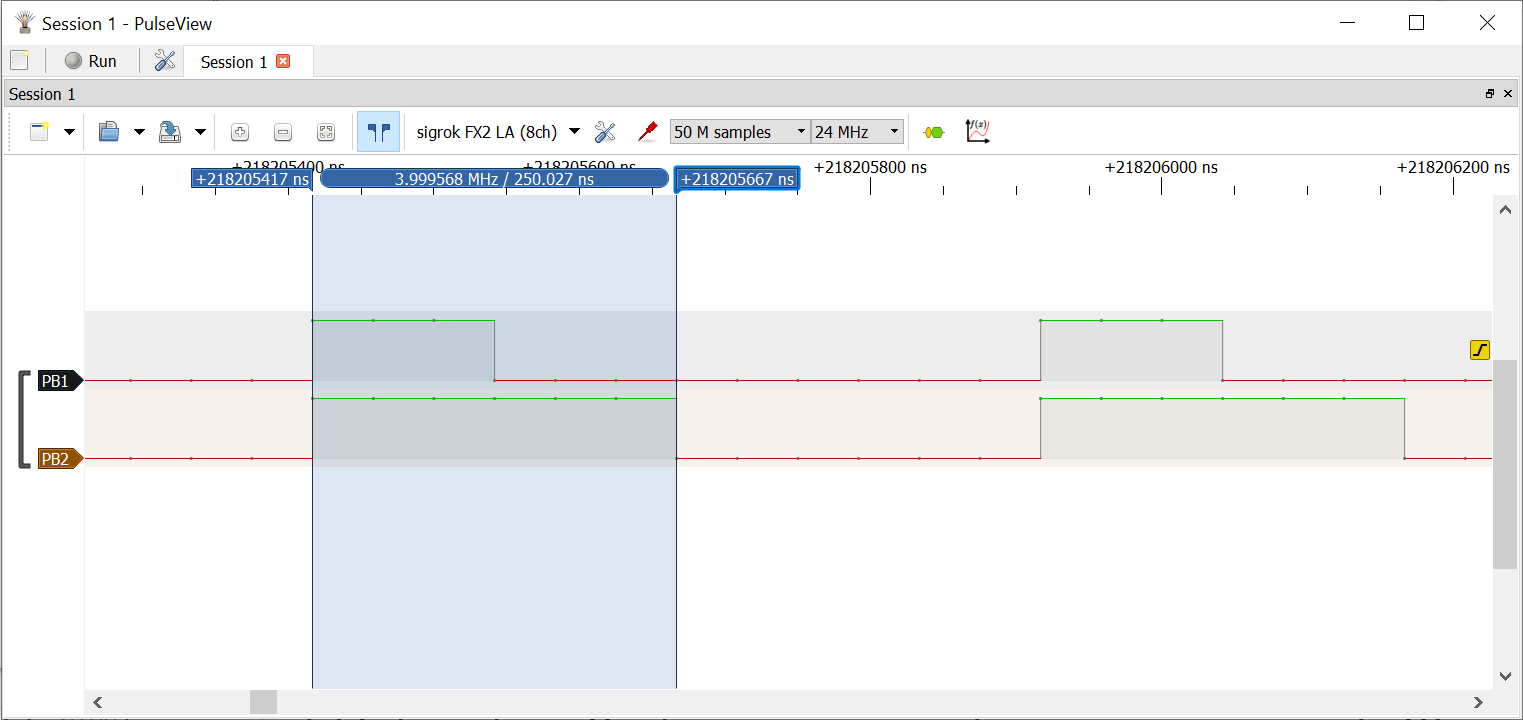 Session 1 - PulseView
Run
Session 1
Session 1
sigrok FX2 LA (8ch)
50 M samples
24 MHz
f(x)
+218205400 ns
+218205600 ns
+218205800 ns
+218206000 ns
+218206200 ns
+218205417 ns
3.999568 MHz / 250.027 ns
+218205667 ns
PB1
PB2